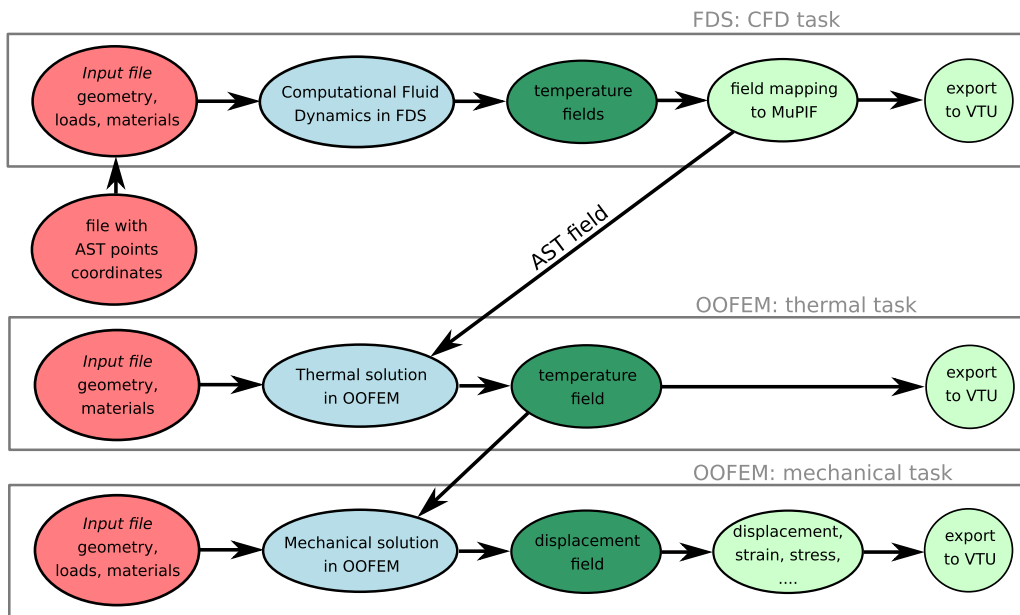 FDS: CFD task
Input file
geometry,
loads, materials
Computational Fluid
Dynamics in FDS
temperature
fields
field mapping
to MuPIF
export
to VTU
file with
AST points
coordinates
AST field
OOFEM: thermal task
Input file
geometry,
materials
Thermal solution
in OOFEM
temperature
field
export
to VTU
OOFEM: mechanical task
Input file
geometry,
loads, materials
Mechanical solution
in OOFEM
displacement
field
displacement,
strain, stress,
....
export
to VTU